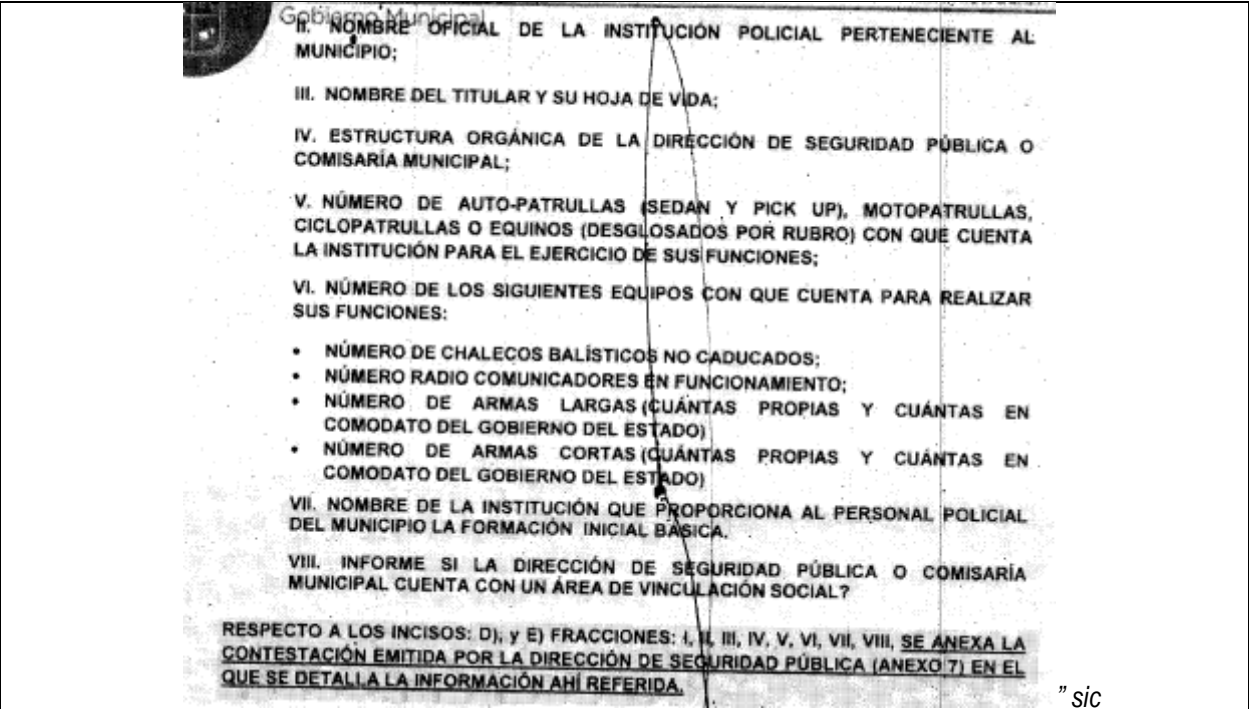 Gobierno Municipal
II. NOMBRE OFICIAL DE LA INSTITUCIÓN POLICIAL PERTENECIENTE AL
MUNICIPIO;
III. NOMBRE DEL TITULAR Y SU HOJA DE VIDA;
IV. ESTRUCTURA ORGÁNICA DE LA DIRECCIÓN DE SEGURIDAD PÚBLICA O
COMISARÍA MUNICIPAL;
V. NÚMERO DE AUTO-PATRULLAS (SEDAN Y PICK UP), MOTOPATRULLAS,
CICLOPATRULLAS O EQUINOS (DESGLOSADOS POR RUBRO) CON QUE CUENTA
LA INSTITUCIÓN PARA EL EJERCICIO DE SUS FUNCIONES;
VI. NÚMERO DE LOS SIGUIENTES EQUIPOS CON QUE CUENTA PARA REALIZAR
SUS FUNCIONES:
• NÚMERO DE CHALECOS BALÍSTICOS NO CADUCADOS;
• NÚMERO RADIO COMUNICADORES EN FUNCIONAMIENTO;
• NÚMERO DE ARMAS LARGAS (CUÁNTAS PROPIAS Y CUÁNTAS EN
COMODATO DEL GOBIERNO DEL ESTADO)
• NÚMERO DE ARMAS CORTAS (CUÁNTAS PROPIAS Y CUÁNTAS EN
COMODATO DEL GOBIERNO DEL ESTADO)
VII. NOMBRE DE LA INSTITUCIÓN QUE PROPORCIONA AL PERSONAL POLICIAL
DEL MUNICIPIO LA FORMACIÓN INICIAL BÁSICA.
VIII. INFORME SI LA DIRECCIÓN DE SEGURIDAD PÚBLICA O COMISARÍA
MUNICIPAL CUENTA CON UN ÁREA DE VINCULACIÓN SOCIAL?
RESPECTO A LOS INCISOS: D), y E) FRACCIONES: I, II, III, IV, V, VI, VII, VIII, SE ANEXA LA
CONTESTACIÓN EMITIDA POR LA DIRECCIÓN DE SEGURIDAD PÚBLICA (ANEXO 7) EN EL
QUE SE DETALLA LA INFORMACIÓN AHÍ REFERIDA.
” sic